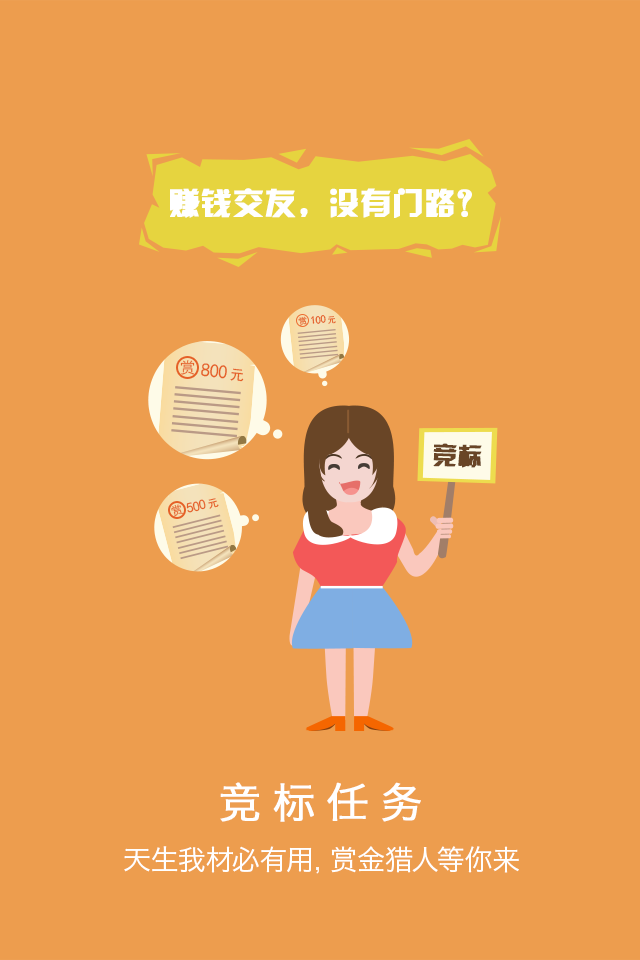 赚钱交友，没有门路？
赏100元
赏800元
竞标
赏500元
竞标任务
天生我材必有用, 赏金猎人等你来